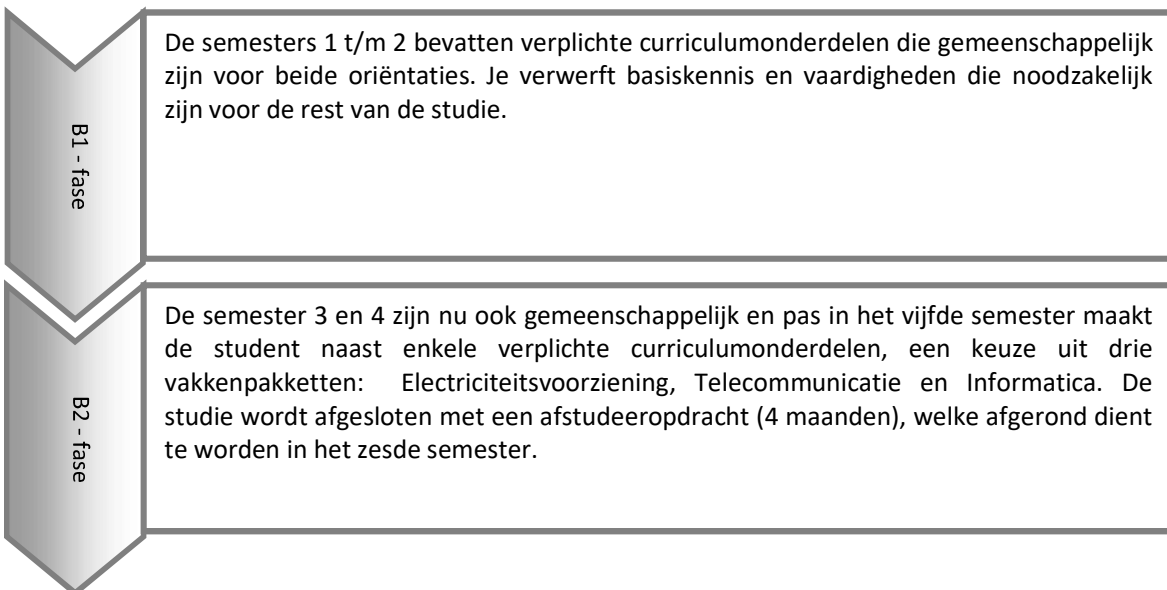 B1 - fase
De semesters 1 t/m 2 bevatten verplichte curriculumonderdelen die gemeenschappelijk
zijn voor beide oriëntaties. Je verwerft basiskennis en vaardigheden die noodzakelijk
zijn voor de rest van de studie.
B2 - fase
De semester 3 en 4 zijn nu ook gemeenschappelijk en pas in het vijfde semester maakt
de student naast enkele verplichte curriculumonderdelen, een keuze uit drie
vakkenpakketten: Electriciteitsvoorziening, Telecommunicatie en Informatica. De
studie wordt afgesloten met een afstudeeropdracht (4 maanden), welke afgerond dient
te worden in het zesde semester.